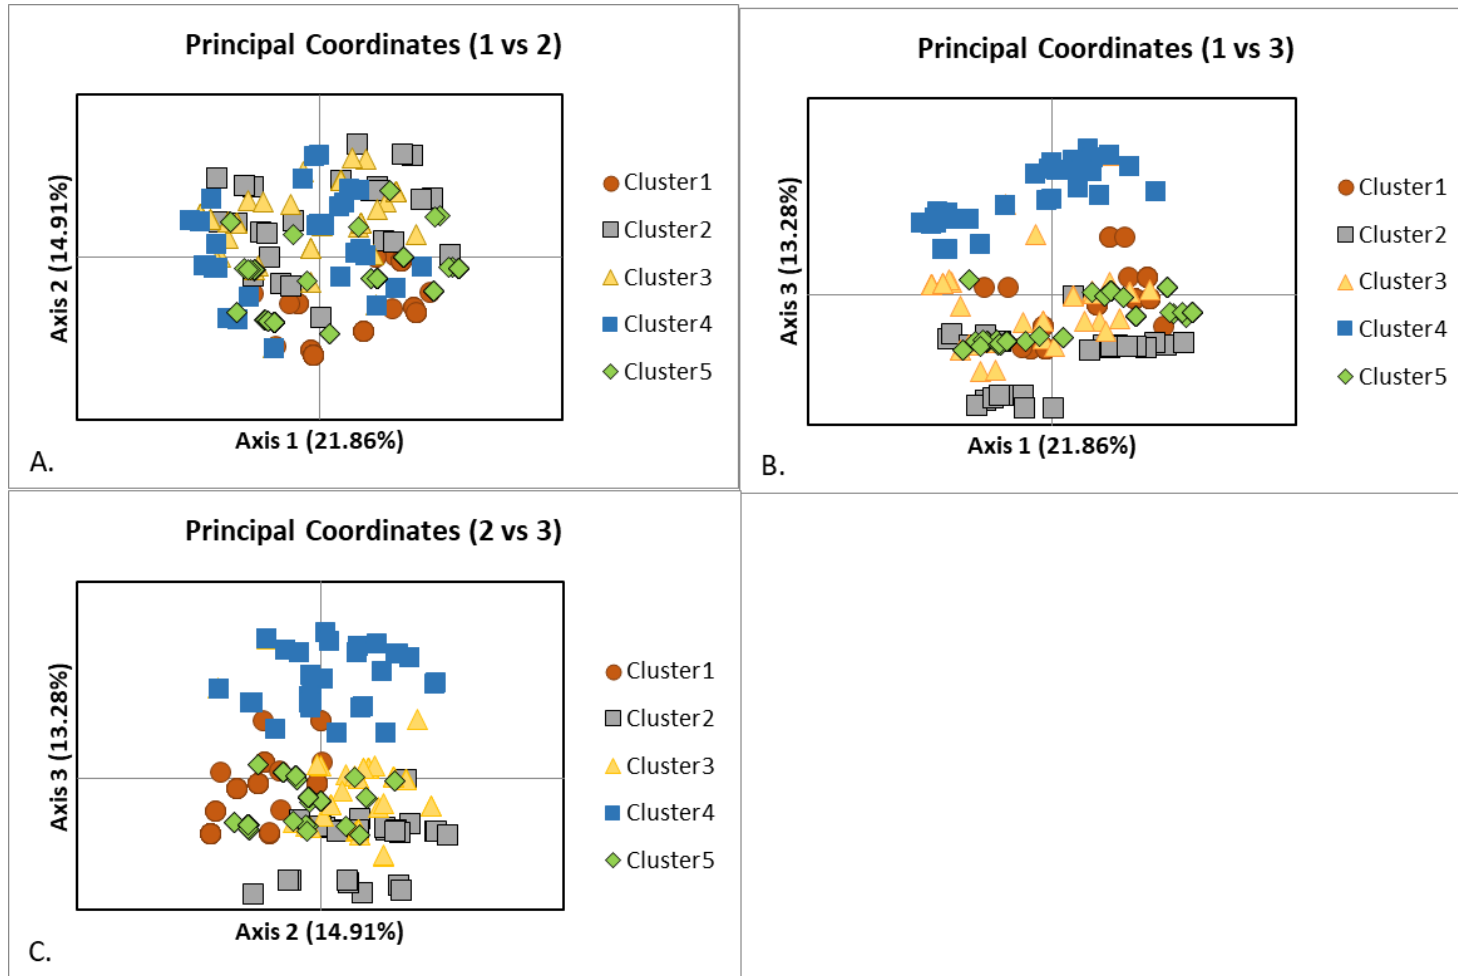 Principal Coordinates (1 vs 2)
Axis 2 (14.91%)
Cluster1
Cluster2
Cluster3
Cluster4
Cluster5
Axis 1 (21.86%)
A.
Principal Coordinates (1 vs 3)
Axis 3 (13.28%)
Cluster1
Cluster2
Cluster3
Cluster4
Cluster5
Axis 1 (21.86%)
B.
Principal Coordinates (2 vs 3)
Axis 3 (13.28%)
Cluster1
Cluster2
Cluster3
Cluster4
Cluster5
Axis 2 (14.91%)
C.